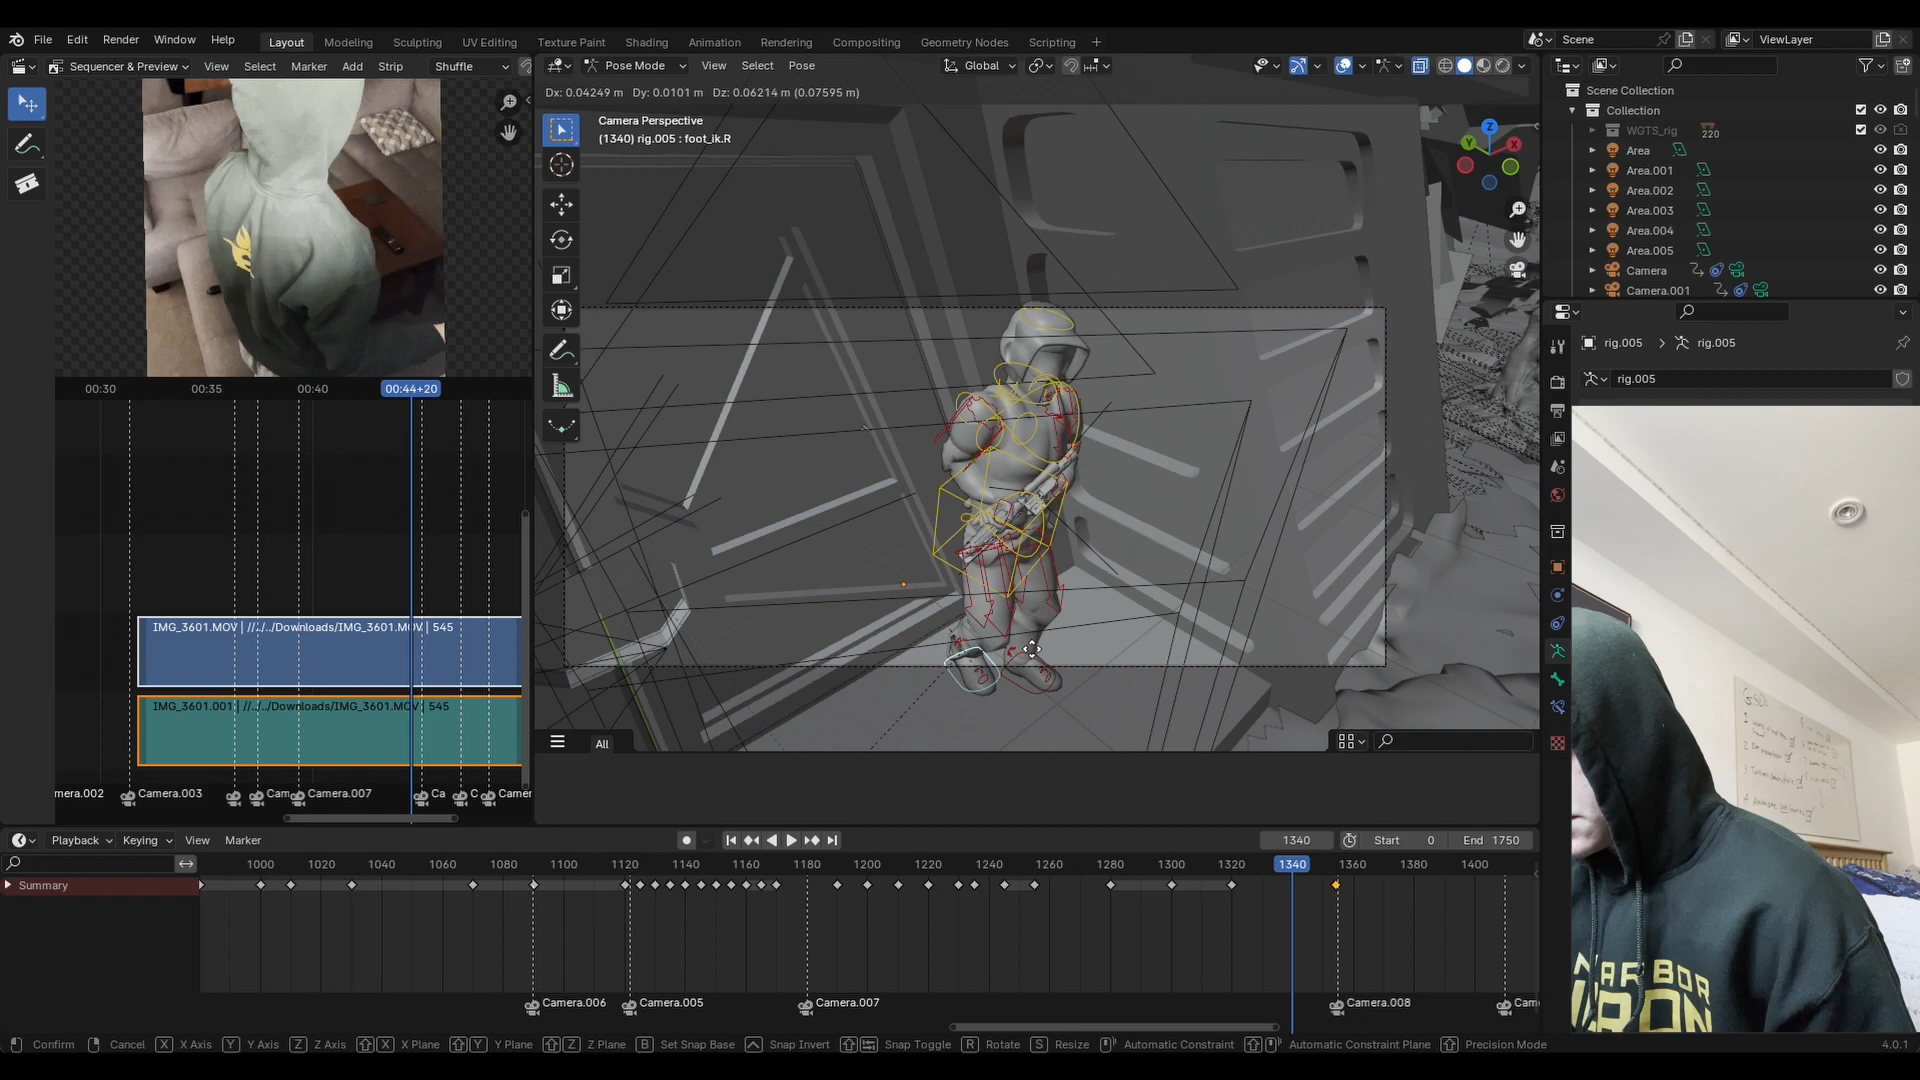 File Edit Render Window Help
Layout Modeling Sculpting UV Editing Texture Paint Shading Animation Rendering Compositing Geometry Nodes Scripting +
Scene
ViewLayer
Sequencer & Preview View Select Marker Add Strip Shuffle
Pose Mode View Select Pose Global
Dx: 0.04249 m Dy: 0.0101 m Dz: 0.06214 m (0.07595 m)
Camera Perspective
(1340) rig.005 : foot_ik.R
Z
Y
X
Scene Collection
Collection
WGTS_rig 220
Area
Area.001
Area.002
Area.003
Area.004
Area.005
Camera
Camera.001
rig.005 > rig.005
rig.005
00:30 00:35 00:40 00:44+20
IMG_3601.MOV | //../../Downloads/IMG_3601.MOV | 545
IMG_3601.001 | //../../Downloads/IMG_3601.MOV | 545
mera.002 Camera.003 Cam Camera.007 Ca C Camer
All
Playback Keying View Marker
1340 Start 0 End 1750
1000 1020 1040 1060 1080 1100 1120 1140 1160 1180 1200 1220 1240 1260 1280 1300 1320 1340 1360 1380 1400
Summary
Camera.006 Camera.005 Camera.007 Camera.008 Cam
Confirm Cancel X X Axis Y Y Axis Z Z Axis X X Plane Y Y Plane Z Z Plane B Set Snap Base Snap Invert Snap Toggle R Rotate S Resize Automatic Constraint Automatic Constraint Plane Precision Mode 4.0.1